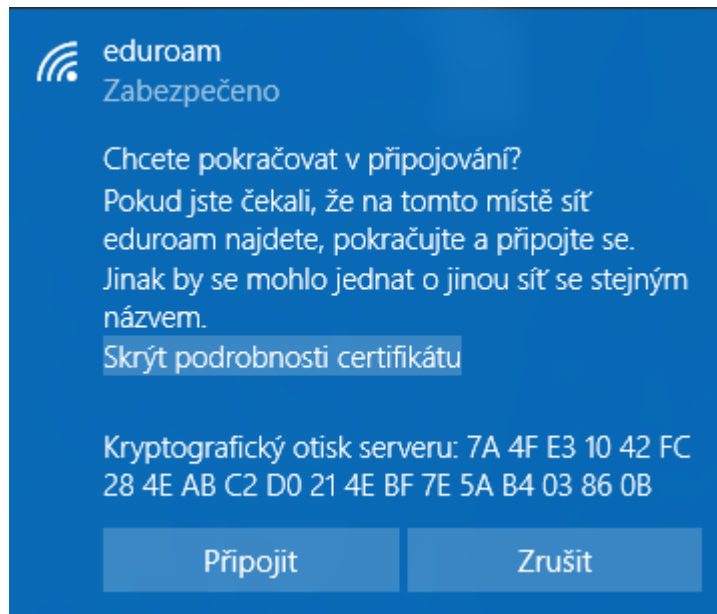 eduroam
Zabezpečeno
Chcete pokračovat v připojování?
Pokud jste čekali, že na tomto místě síť
eduroam najdete, pokračujte a připojte se.
Jinak by se mohlo jednat o jinou síť se stejným
názvem.
Skrýt podrobnosti certifikátu
Kryptografický otisk serveru: 7A 4F E3 10 42 FC
28 4E AB C2 D0 21 4E BF 7E 5A B4 03 86 0B
Připojit Zrušit